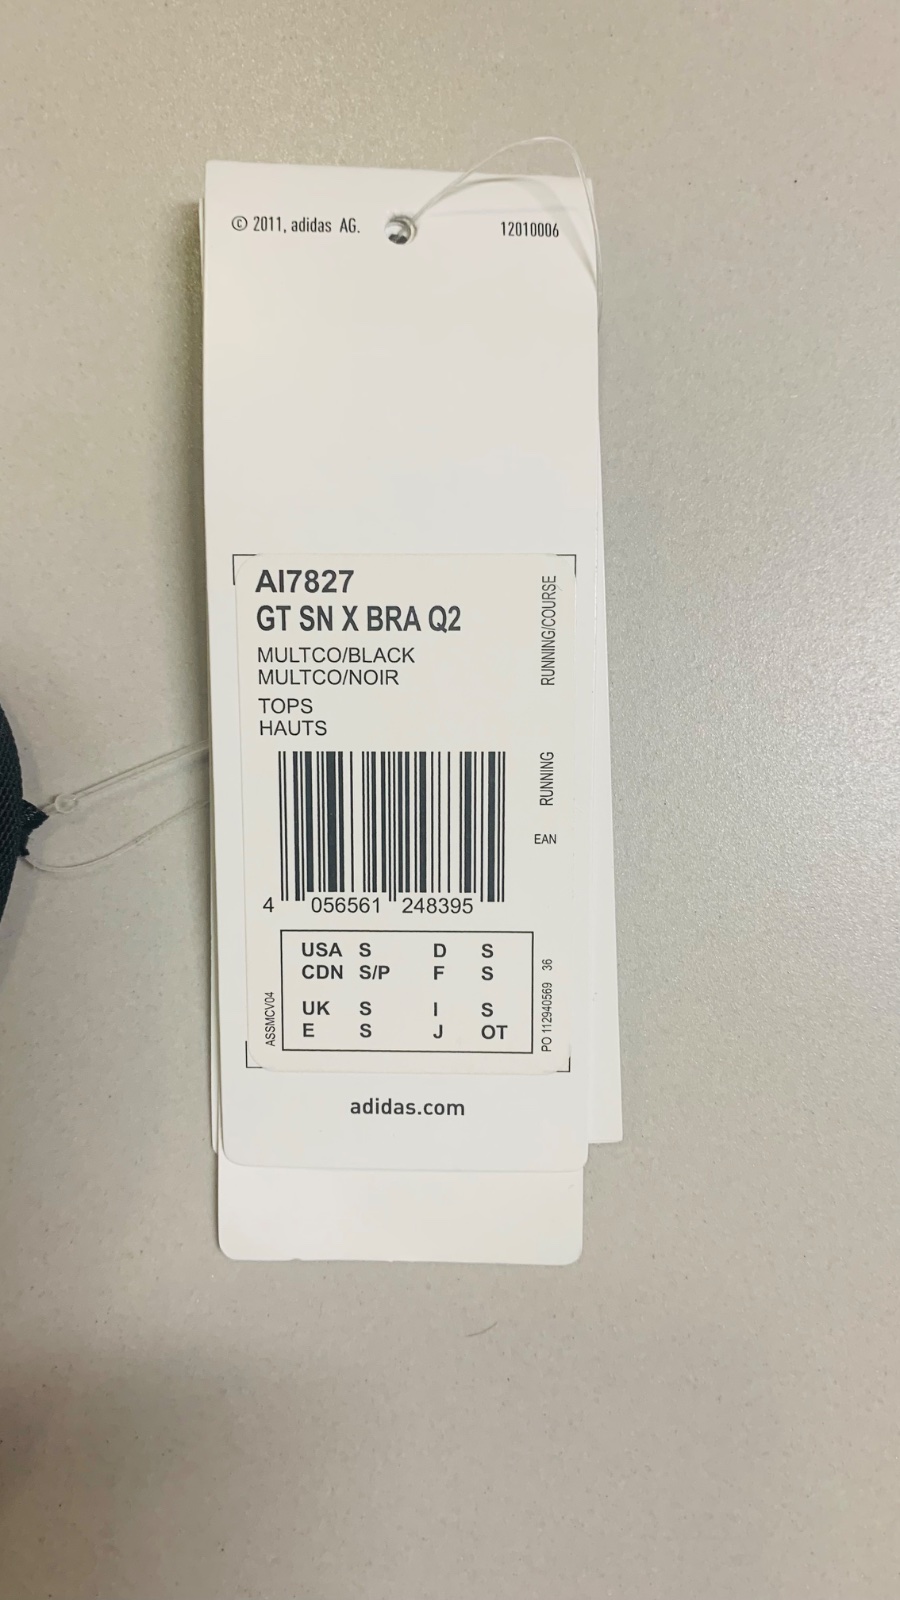 © 2011, adidas AG.
12010006
AI7827
GT SN X BRA Q2
MULTCO/BLACK
MULTCO/NOIR
TOPS
HAUTS
RUNNING/COURSE
RUNNING
EAN
4 056561 248395
USA S D S
CDN S/P F S
UK S I S
E S J OT
ASSMCV04
PO 112940569 36
adidas.com